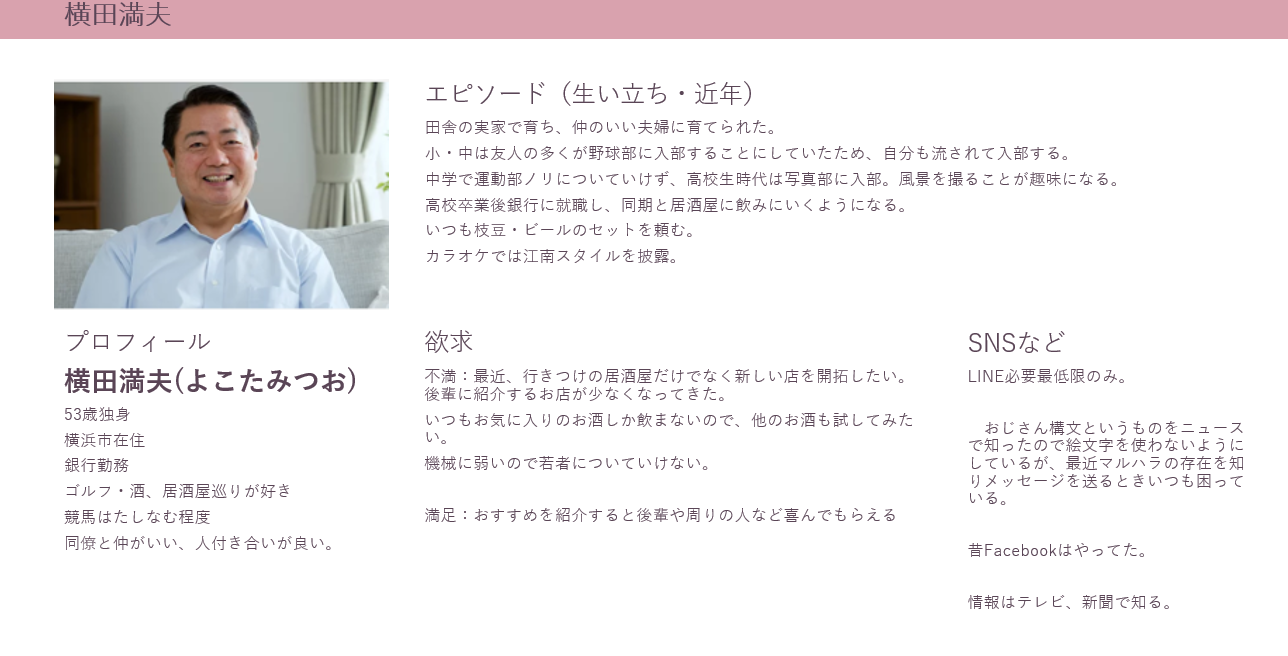 横田満夫
エピソード（生い立ち・近年）
田舎の実家で育ち、仲のいい夫婦に育てられた。
小・中は友人の多くが野球部に入部することにしていたため、自分も流されて入部する。
中学で運動部ノリについていけず、高校生時代は写真部に入部。風景を撮ることが趣味になる。
高校卒業後銀行に就職し、同期と居酒屋に飲みにいくようになる。
いつも枝豆・ビールのセットを頼む。
カラオケでは江南スタイルを披露。
プロフィール
横田満夫(よこたみつお)
53歳独身
横浜市在住
銀行勤務
ゴルフ・酒、居酒屋巡りが好き
競馬はたしなむ程度
同僚と仲がいい、人付き合いが良い。
欲求
不満：最近、行きつけの居酒屋だけでなく新しい店を開拓したい。
後輩に紹介するお店が少なくなってきた。
いつもお気に入りのお酒しか飲まないので、他のお酒も試してみた
い。
機械に弱いので若者についていけない。
満足：おすすめを紹介すると後輩や周りの人など喜んでもらえる
SNSなど
LINE必要最低限のみ。
おじさん構文というものをニュース
で知ったので絵文字を使わないように
しているが、最近マルハラの存在を知
りメッセージを送るときいつも困って
いる。
昔Facebookはやってた。
情報はテレビ、新聞で知る。